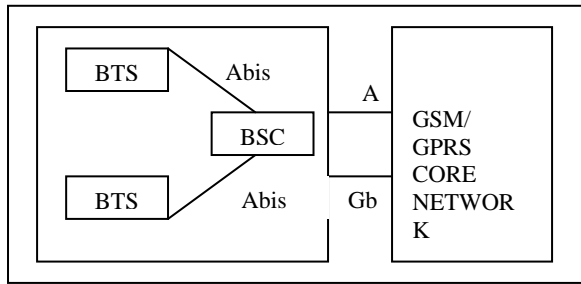 BTS
Abis
A
BSC
GSM/
GPRS
CORE
NETWOR
K
BTS
Abis
Gb